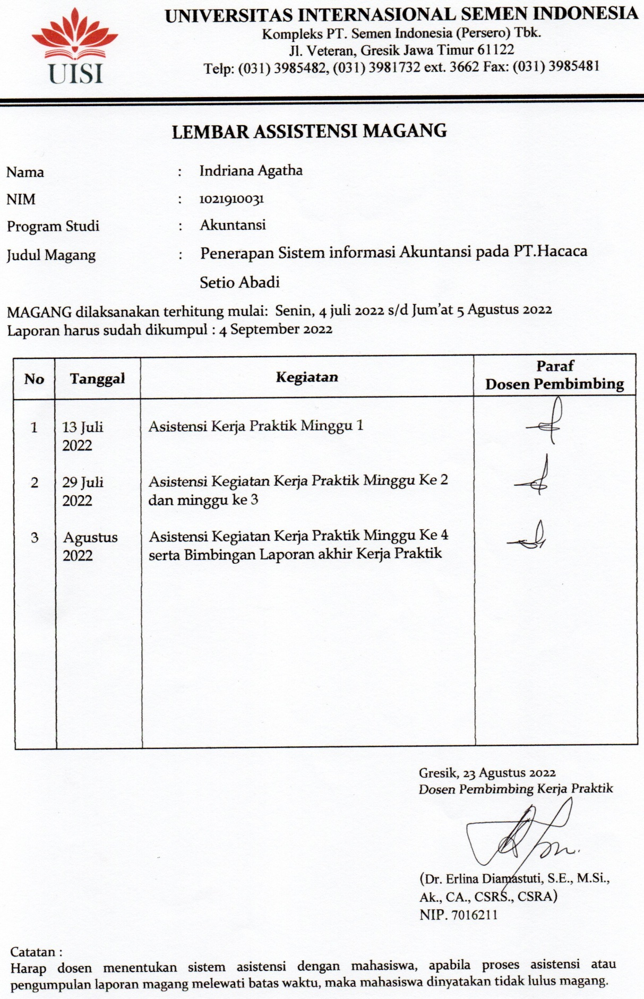 UNIVERSITAS INTERNASIONAL SEMEN INDONESIA
Kompleks PT. Semen Indonesia (Persero) Tbk.
Jl. Veteran, Gresik Jawa Timur 61122
Telp: (031) 3985482, (031) 3981732 ext. 3662 Fax: (031) 3985481
UISI
LEMBAR ASSISTENSI MAGANG
Nama : Indriana Agatha
NIM : 1021910031
Program Studi : Akuntansi
Judul Magang : Penerapan Sistem informasi Akuntansi pada PT.Hacaca
Setio Abadi
MAGANG dilaksanakan terhitung mulai: Senin, 4 juli 2022 s/d Jum'at 5 Agustus 2022
Laporan harus sudah dikumpul : 4 September 2022
No Tanggal Kegiatan Paraf
Dosen Pembimbing
1 13 Juli Asistensi Kerja Praktik Minggu 1
2022
2 29 Juli Asistensi Kegiatan Kerja Praktik Minggu Ke 2
2022 dan minggu ke 3
3 Agustus Asistensi Kegiatan Kerja Praktik Minggu Ke 4
2022 serta Bimbingan Laporan akhir Kerja Praktik
Gresik, 23 Agustus 2022
Dosen Pembimbing Kerja Praktik
(Dr. Erlina Diamastuti, S.E., M.Si.,
Ak., CA., CSRS., CSRA)
NIP. 7016211
Catatan :
Harap dosen menentukan sistem asistensi dengan mahasiswa, apabila proses asistensi atau
pengumpulan laporan magang melewati batas waktu, maka mahasiswa dinyatakan tidak lulus magang.